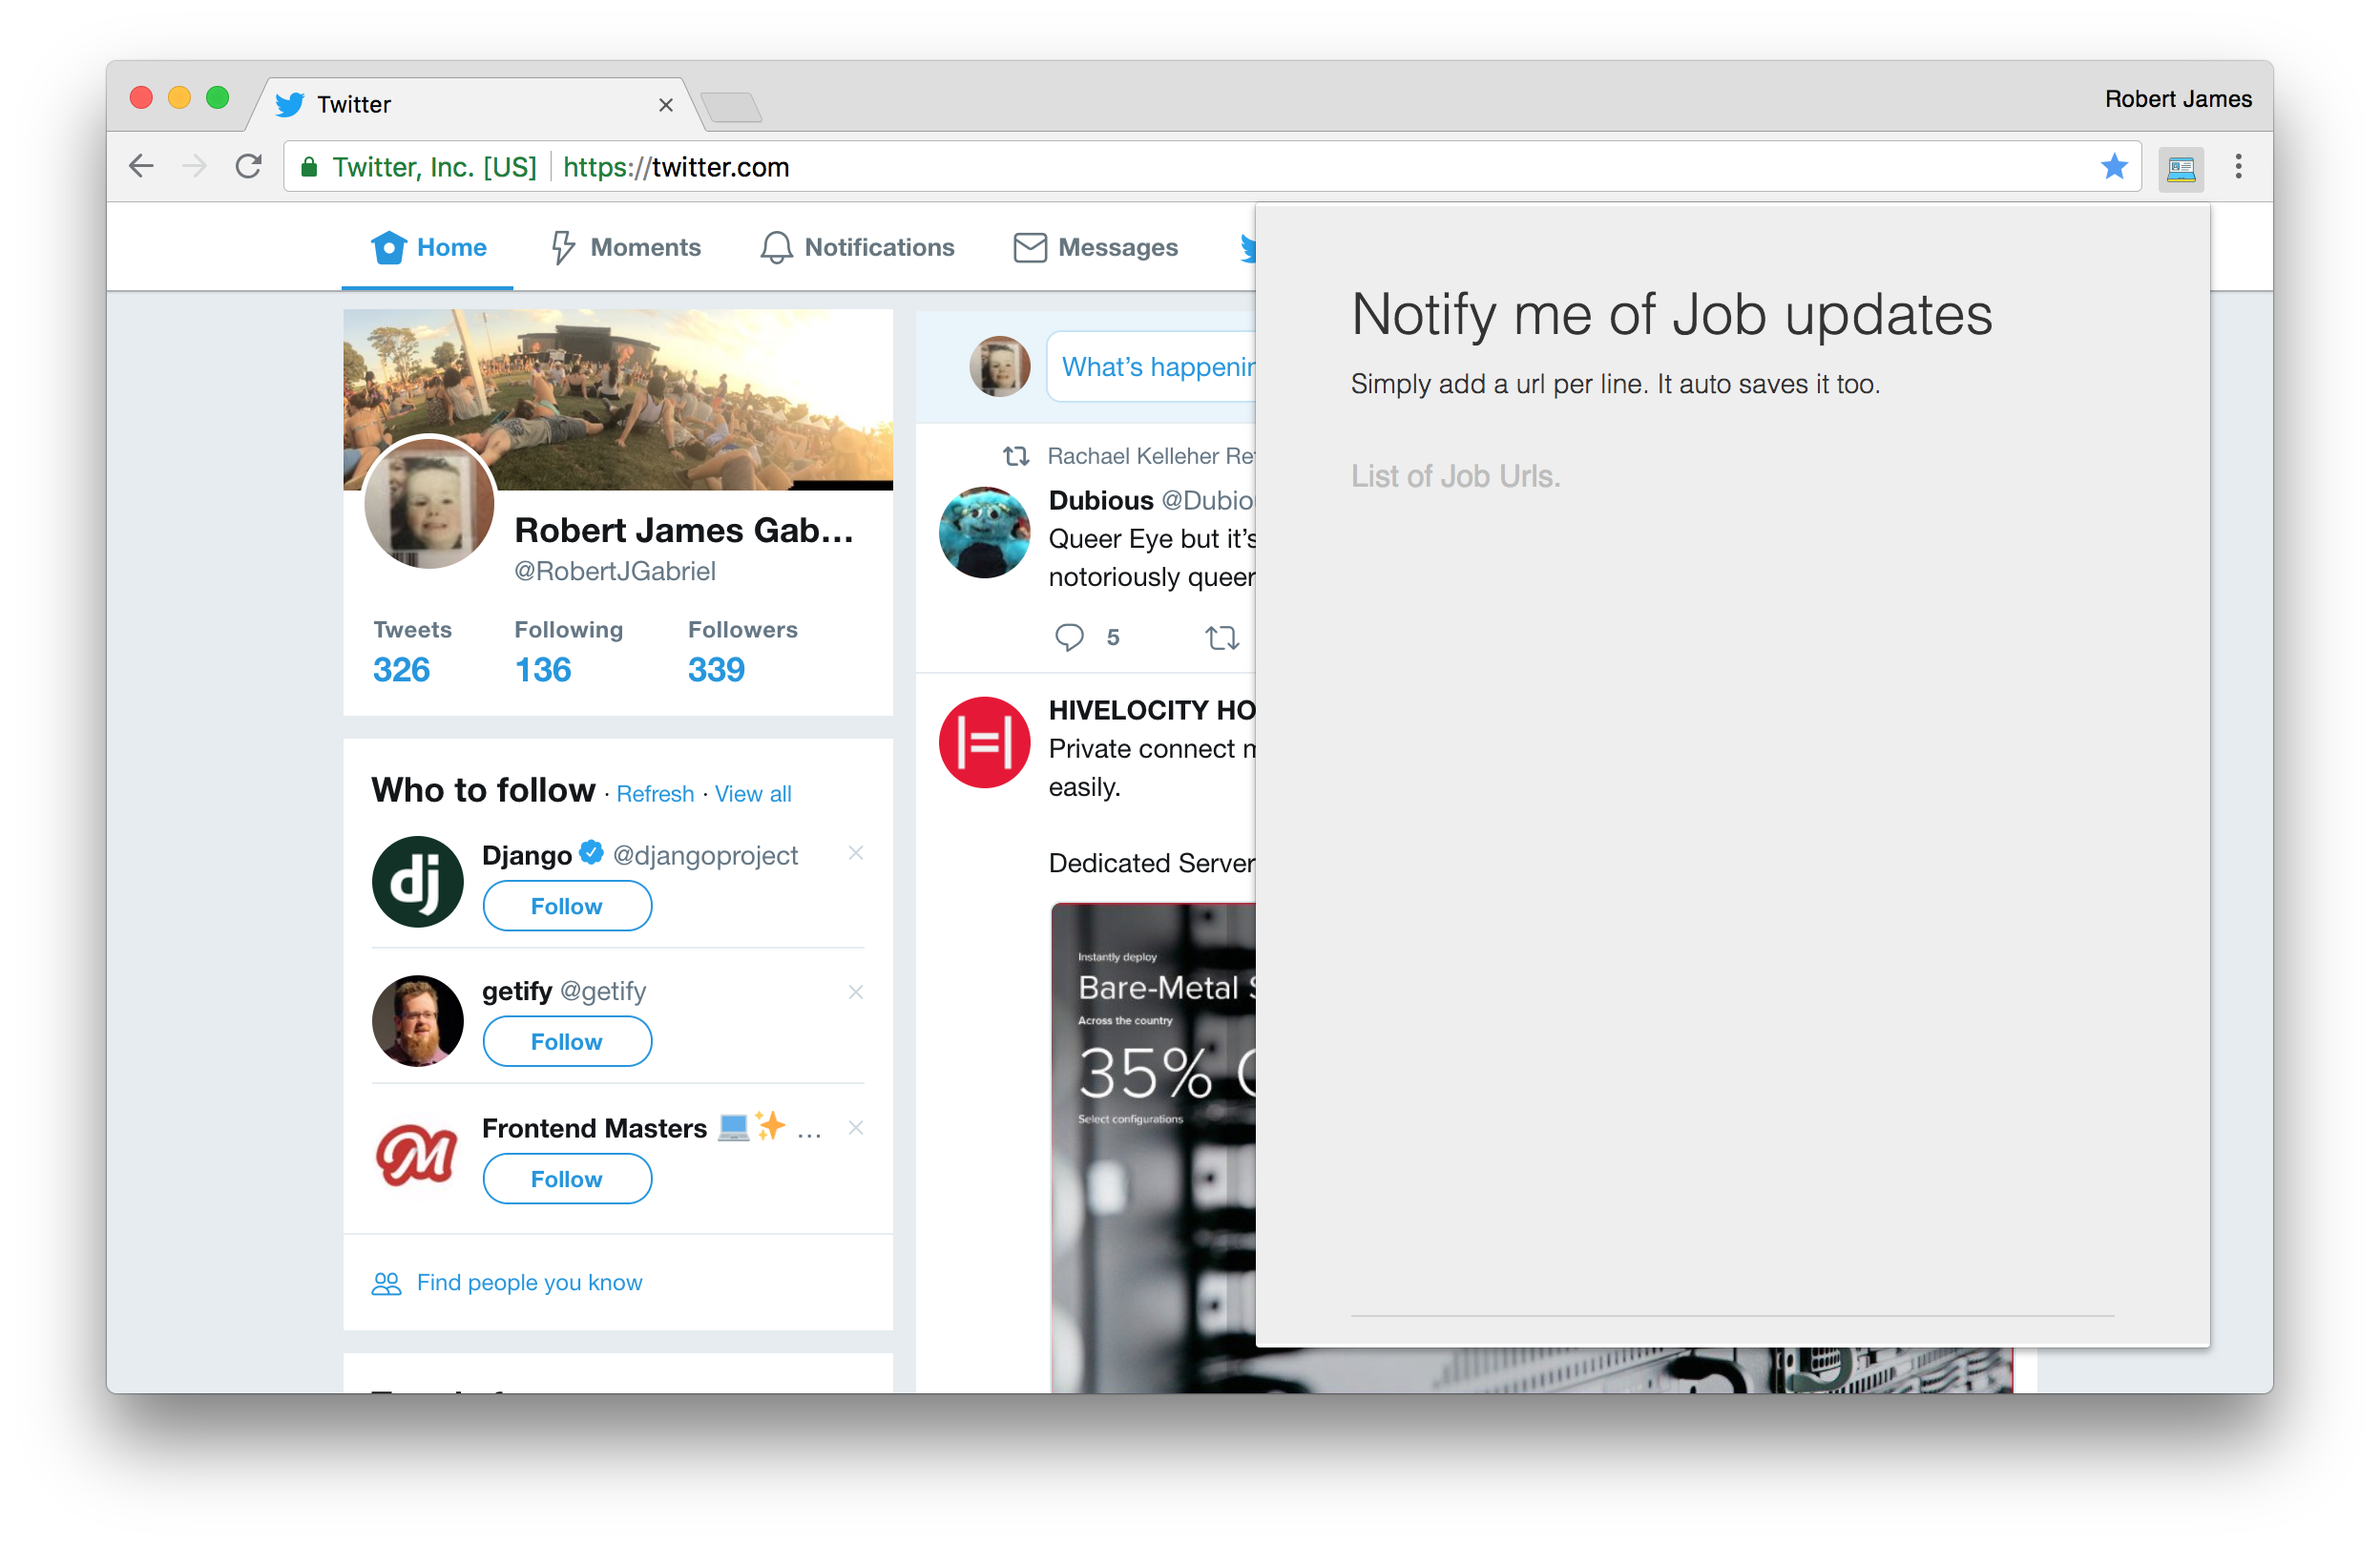 Twitter
Robert James
Twitter, Inc. [US] https://twitter.com
Home
Moments
Notifications
Messages
Robert James Gab...
@RobertJGabriel
Tweets Following Followers
326 136 339
Who to follow · Refresh · View all
Django @djangoproject
Follow
getify @getify
Follow
Frontend Masters 💻✨ ...
Follow
Find people you know
What's happenin
Rachael Kelleher Re
Dubious @Dubio
Queer Eye but it's
notoriously queer
5
HIVELOCITY HO
Private connect m
easily.
Dedicated Server
Instantly deploy
Bare-Metal S
Across the country
35%
Select configurations
Notify me of Job updates
Simply add a url per line. It auto saves it too.
List of Job Urls.